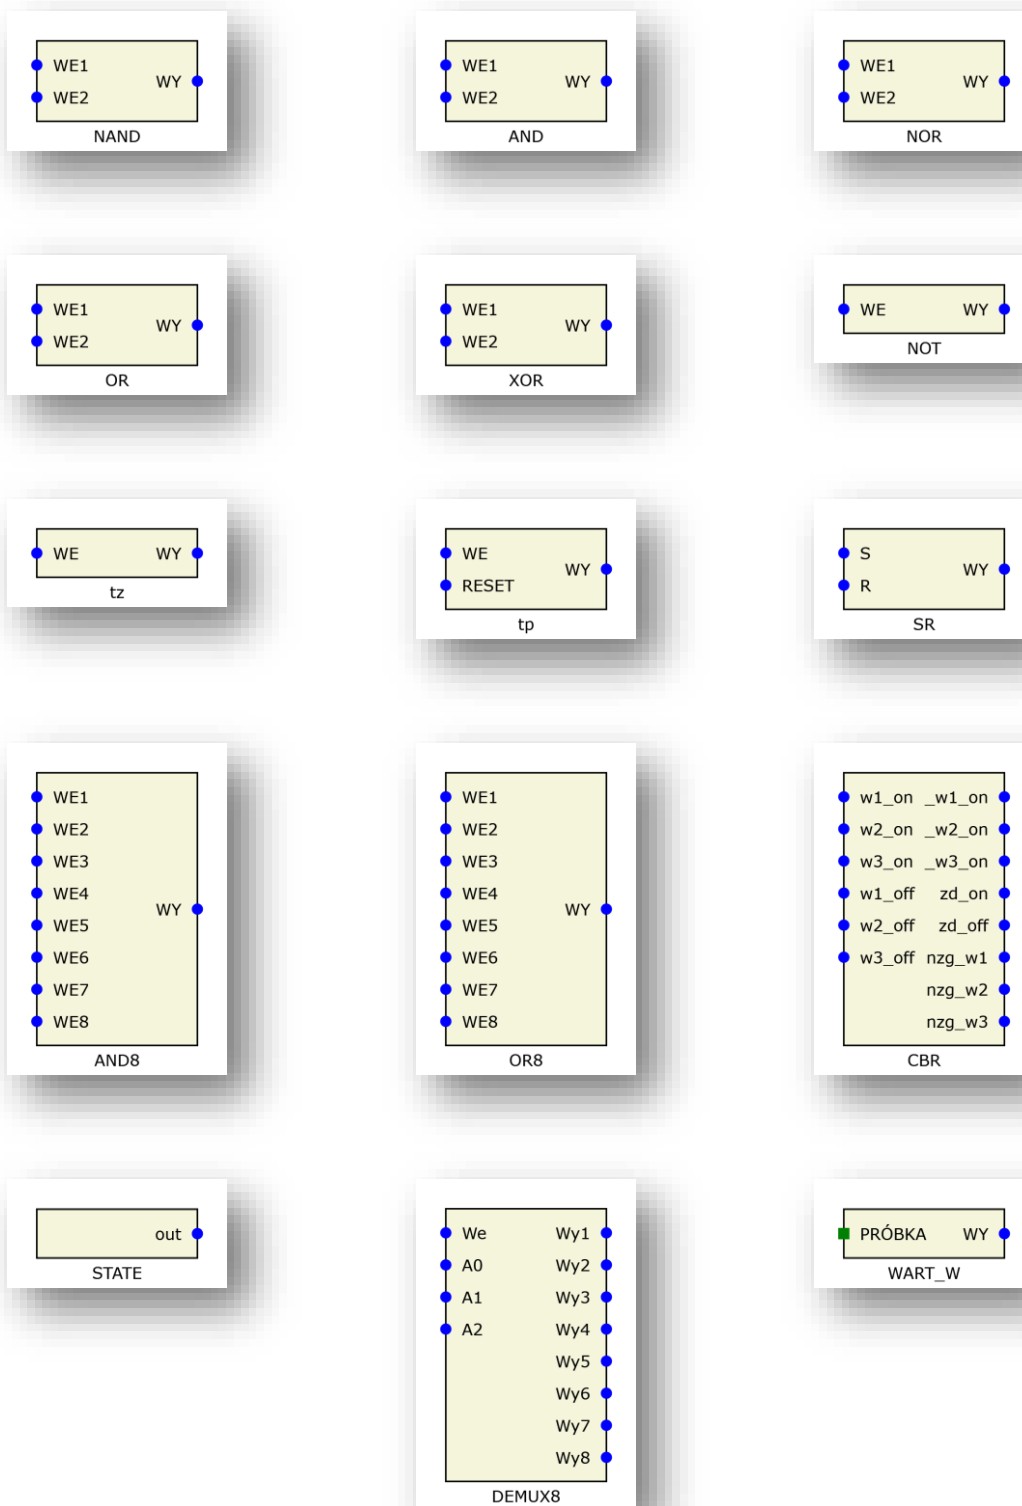 WE1
WE2
WY
NAND
WE1
WE2
WY
AND
WE1
WE2
WY
NOR
WE1
WE2
WY
OR
WE1
WE2
WY
XOR
WE WY
NOT
WE WY
tz
WE
RESET
WY
tp
S
R
WY
SR
WE1
WE2
WE3
WE4
WE5
WE6
WE7
WE8
WY
AND8
WE1
WE2
WE3
WE4
WE5
WE6
WE7
WE8
WY
OR8
w1_on _w1_on
w2_on _w2_on
w3_on _w3_on
w1_off zd_on
w2_off zd_off
w3_off nzg_w1
nzg_w2
nzg_w3
CBR
out
STATE
We Wy1
A0 Wy2
A1 Wy3
A2 Wy4
Wy5
Wy6
Wy7
Wy8
DEMUX8
PRÓBKA WY
WART_W